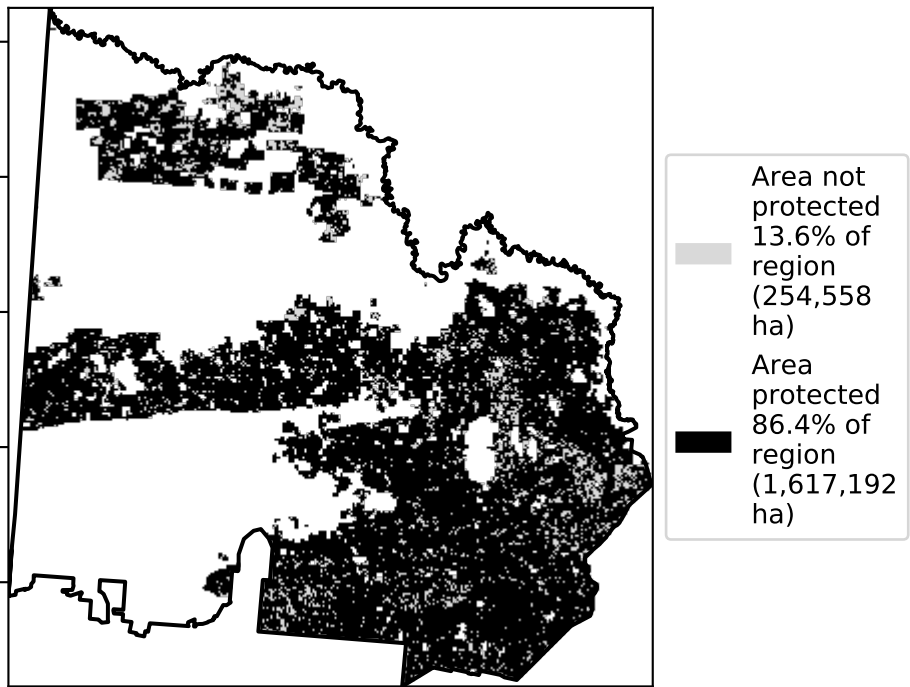 Area not
protected
13.6% of
region
(254,558
ha)
Area
protected
86.4% of
region
(1,617,192
ha)